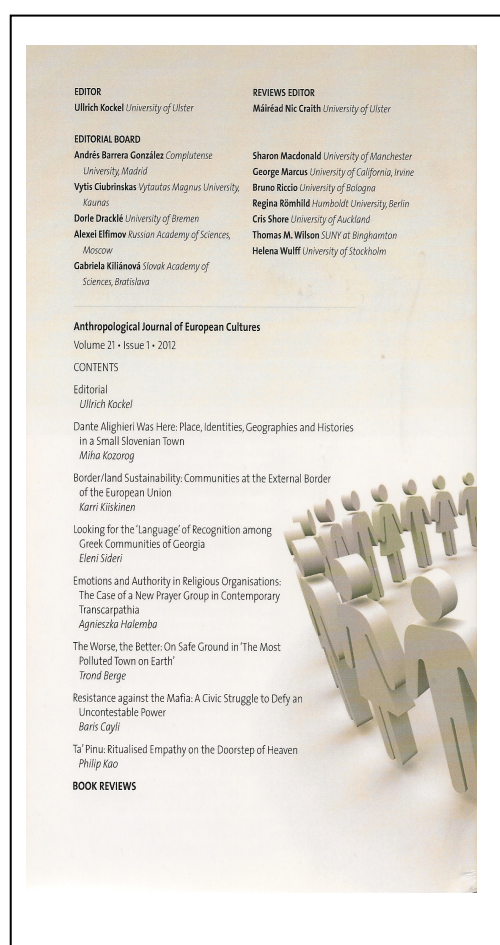 EDITOR
Ullrich Kockel University of Ulster
REVIEWS EDITOR
Máiréad Nic Craith University of Ulster
EDITORIAL BOARD
Andrés Barrera González Complutense
University, Madrid
Vytis Ciubrinskas Vytautas Magnus University,
Kaunas
Dorle Dracklé University of Bremen
Alexei Elfimov Russian Academy of Sciences,
Moscow
Gabriela Kiliánová Slovak Academy of
Sciences, Bratislava
Sharon Macdonald University of Manchester
George Marcus University of California, Irvine
Bruno Riccio University of Bologna
Regina Römhild Humboldt University, Berlin
Cris Shore University of Auckland
Thomas M. Wilson SUNY at Binghamton
Helena Wulff University of Stockholm
Anthropological Journal of European Cultures
Volume 21 • Issue 1 • 2012
CONTENTS
Editorial
Ullrich Kockel
Dante Alighieri Was Here: Place, Identities, Geographies and Histories
in a Small Slovenian Town
Miha Kozorog
Border/land Sustainability: Communities at the External Border
of the European Union
Karri Kiiskinen
Looking for the 'Language' of Recognition among
Greek Communities of Georgia
Eleni Sideri
Emotions and Authority in Religious Organisations:
The Case of a New Prayer Group in Contemporary
Transcarpathia
Agnieszka Halemba
The Worse, the Better: On Safe Ground in 'The Most
Polluted Town on Earth'
Trond Berge
Resistance against the Mafia: A Civic Struggle to Defy an
Uncontestable Power
Baris Cayli
Ta' Pinu: Ritualised Empathy on the Doorstep of Heaven
Philip Kao
BOOK REVIEWS